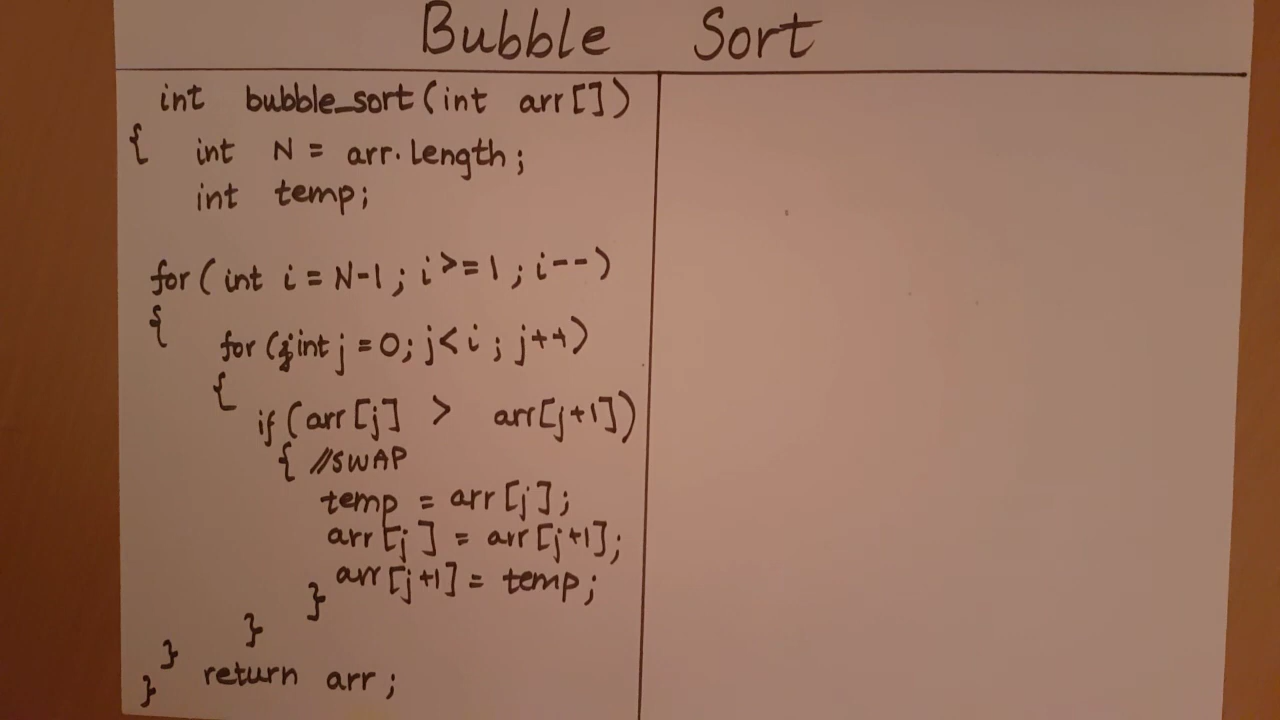 Bubble Sort
int bubble_sort(int arr[])
{ int N = arr.length;
int temp;
for(int i = N-1; i>=1; i--)
{
for(int j = 0; j<i; j++)
{
if(arr[j] > arr[j+1])
{ //SWAP
temp = arr[j];
arr[j] = arr[j+1];
arr[j+1] = temp;
}
}
}
return arr;
}